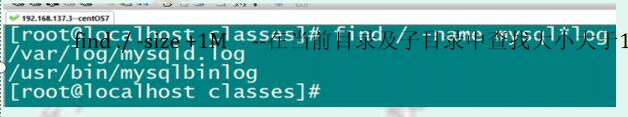 192.168.137.3--centOS7
[root@localhost classes]# find / -name mysql*log
find ./ -size +1M --在当前目录及子目录中查找大小大于1
/var/log/mysqld.log
/usr/bin/mysqlbinlog
[root@localhost classes]#